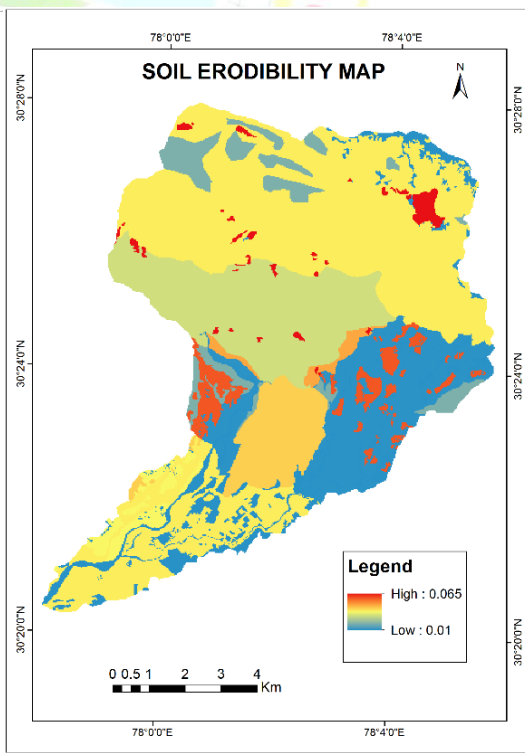 78°0'0"E 78°4'0"E
SOIL ERODIBILITY MAP
N
30°28'0"N 30°28'0"N
30°24'0"N 30°24'0"N
Legend
High : 0.065
Low : 0.01
30°20'0"N 30°20'0"N
0 0.5 1 2 3 4
Km
78°0'0"E 78°4'0"E